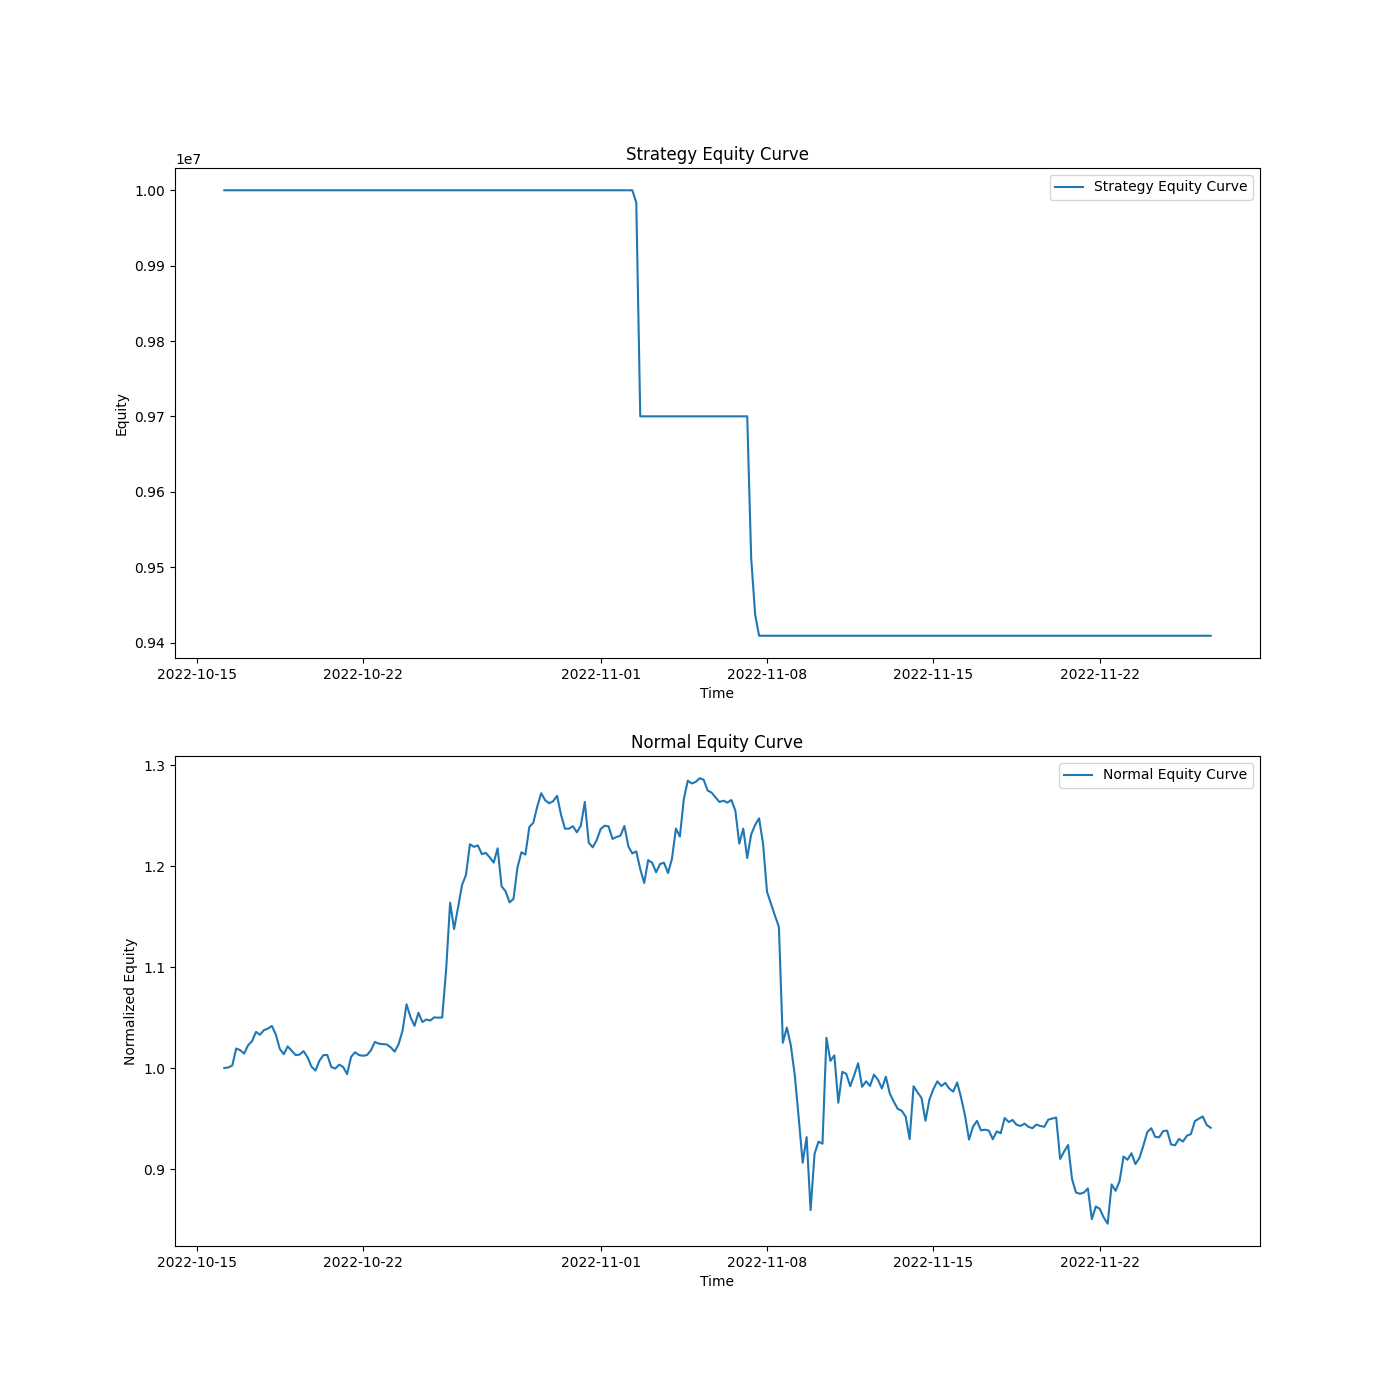 Strategy Equity Curve
1e7
Strategy Equity Curve
1.00
0.99
0.98
0.97
0.96
0.95
0.94
Equity
2022-10-15 2022-10-22 2022-11-01 2022-11-08 2022-11-15 2022-11-22
Time
Normal Equity Curve
Normal Equity Curve
1.3
1.2
1.1
1.0
0.9
Normalized Equity
2022-10-15 2022-10-22 2022-11-01 2022-11-08 2022-11-15 2022-11-22
Time